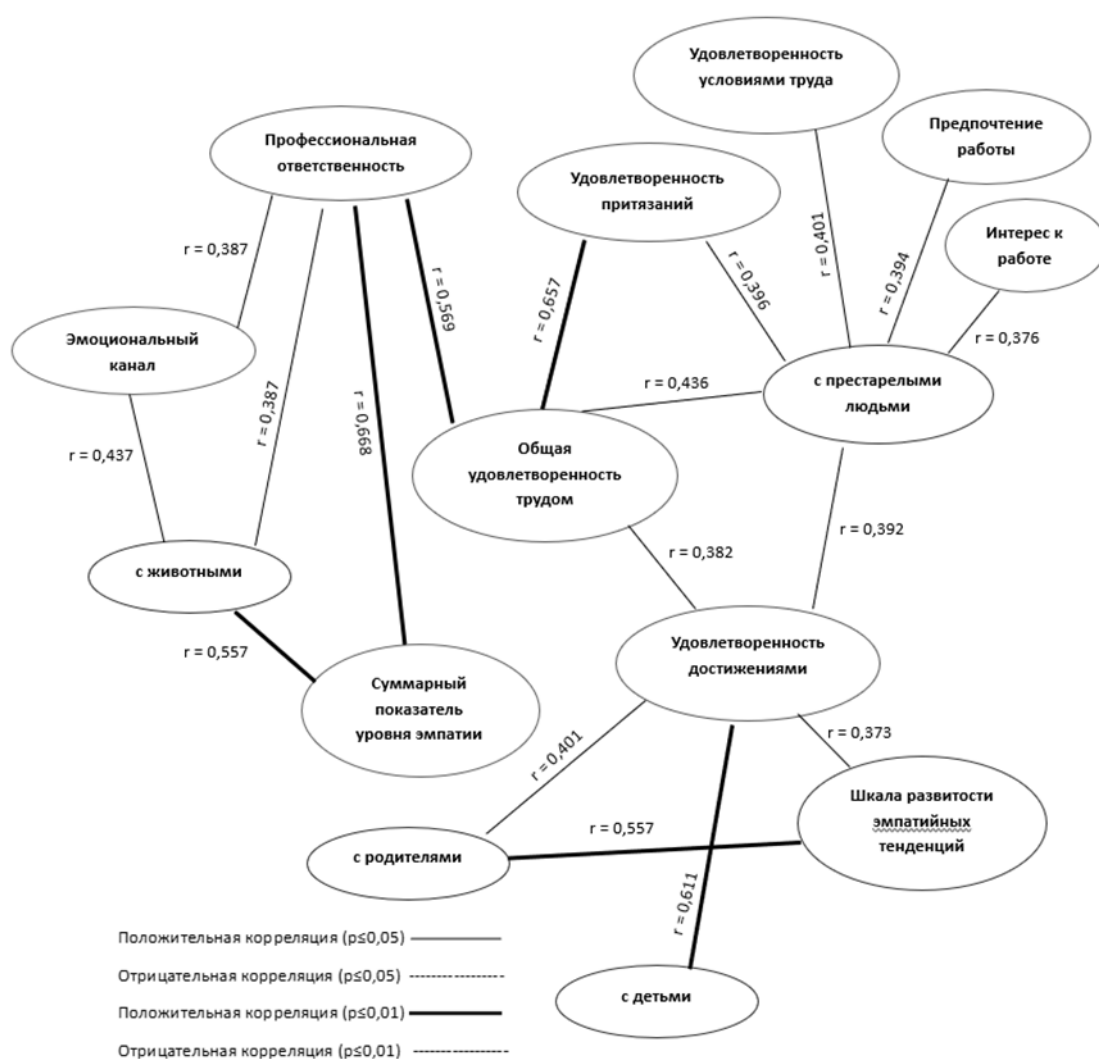 Удовлетворенность
условиями труда
Профессиональная
ответственность
Предпочтение
работы
Удовлетворенность
притязаний
Интерес к
работе
r = 0,387
r = 0,401
r = 0,394
r = 0,396
r = 0,657
r = 0,569
r = 0,376
Эмоциональный
канал
с престарелыми
людьми
r = 0,436
r = 0,387
r = 0,668
r = 0,437
Общая
удовлетворенность
трудом
r = 0,392
r = 0,382
с животными
r = 0,557
Удовлетворенность
достижениями
Суммарный
показатель
уровня эмпатии
r = 0,373
r = 0,401
Шкала развитости
эмпатийных
тенденций
r = 0,557
с родителями
r = 0,611
Положительная корреляция (p≤0,05)
Отрицательная корреляция (p≤0,05)
с детьми
Положительная корреляция (p≤0,01)
Отрицательная корреляция (p≤0,01)